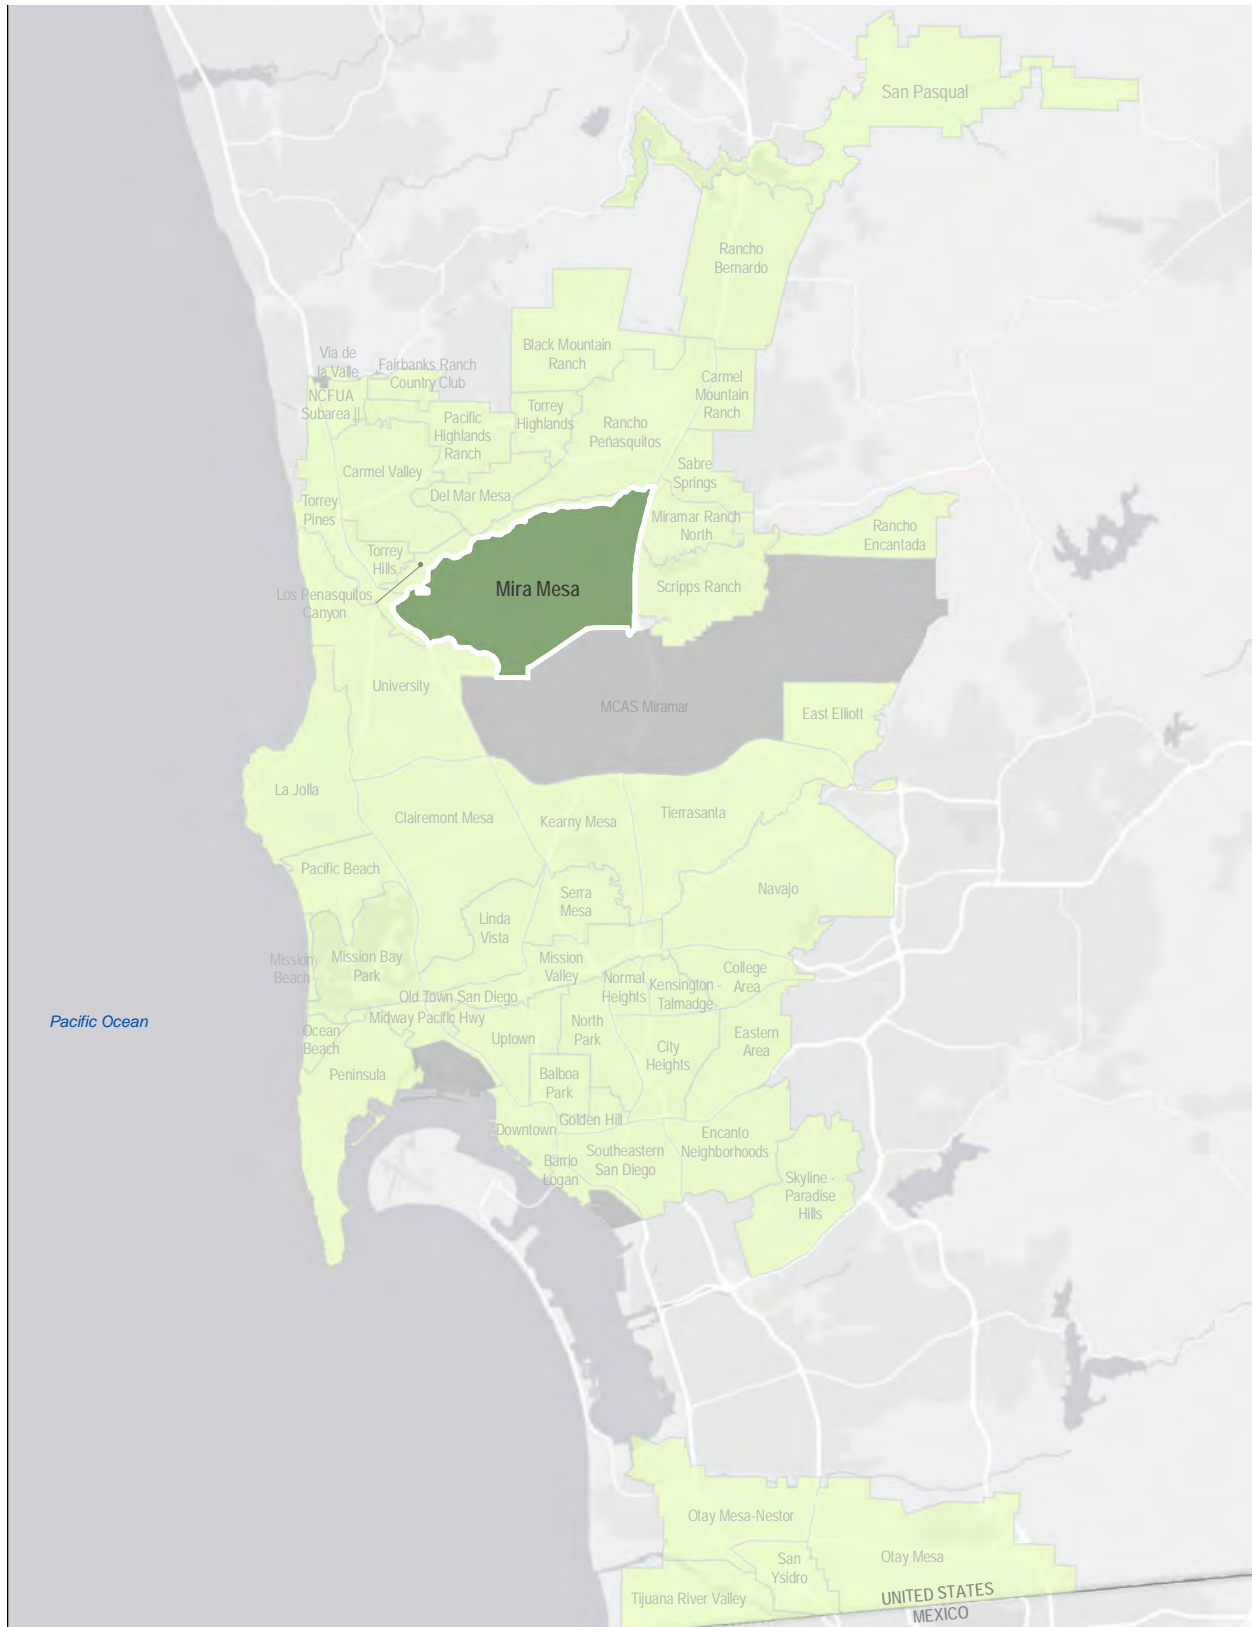 San Pasqual
Rancho
Bernardo
Black Mountain
Ranch
Via de
la Valle
Fairbanks Ranch
Country Club
Carmel
Mountain
Ranch
NCFUA
Subarea II
Torrey
Highlands
Pacific
Highlands
Ranch
Rancho
Peñasquitos
Carmel Valley
Sabre
Springs
Del Mar Mesa
Torrey
Pines
Miramar Ranch
North
Rancho
Encantada
Torrey
Hills
Mira Mesa
Scripps Ranch
Los Penasquitos
Canyon
University
MCAS Miramar
East Elliott
La Jolla
Clairemont Mesa
Kearny Mesa
Tierrasanta
Pacific Beach
Navajo
Serra
Mesa
Linda
Vista
Mission
Beach
Mission Bay
Park
Mission
Valley
Normal
Heights
Kensington -
Talmadge
College
Area
Old Town San Diego
Midway Pacific Hwy
Pacific Ocean
Ocean
Beach
Uptown
North
Park
City
Heights
Eastern
Area
Peninsula
Balboa
Park
Golden Hill
Downtown
Encanto
Neighborhoods
Southeastern
San Diego
Barrio
Logan
Skyline -
Paradise
Hills
Otay Mesa-Nestor
San
Ysidro
Otay Mesa
Tijuana River Valley
UNITED STATES
MEXICO